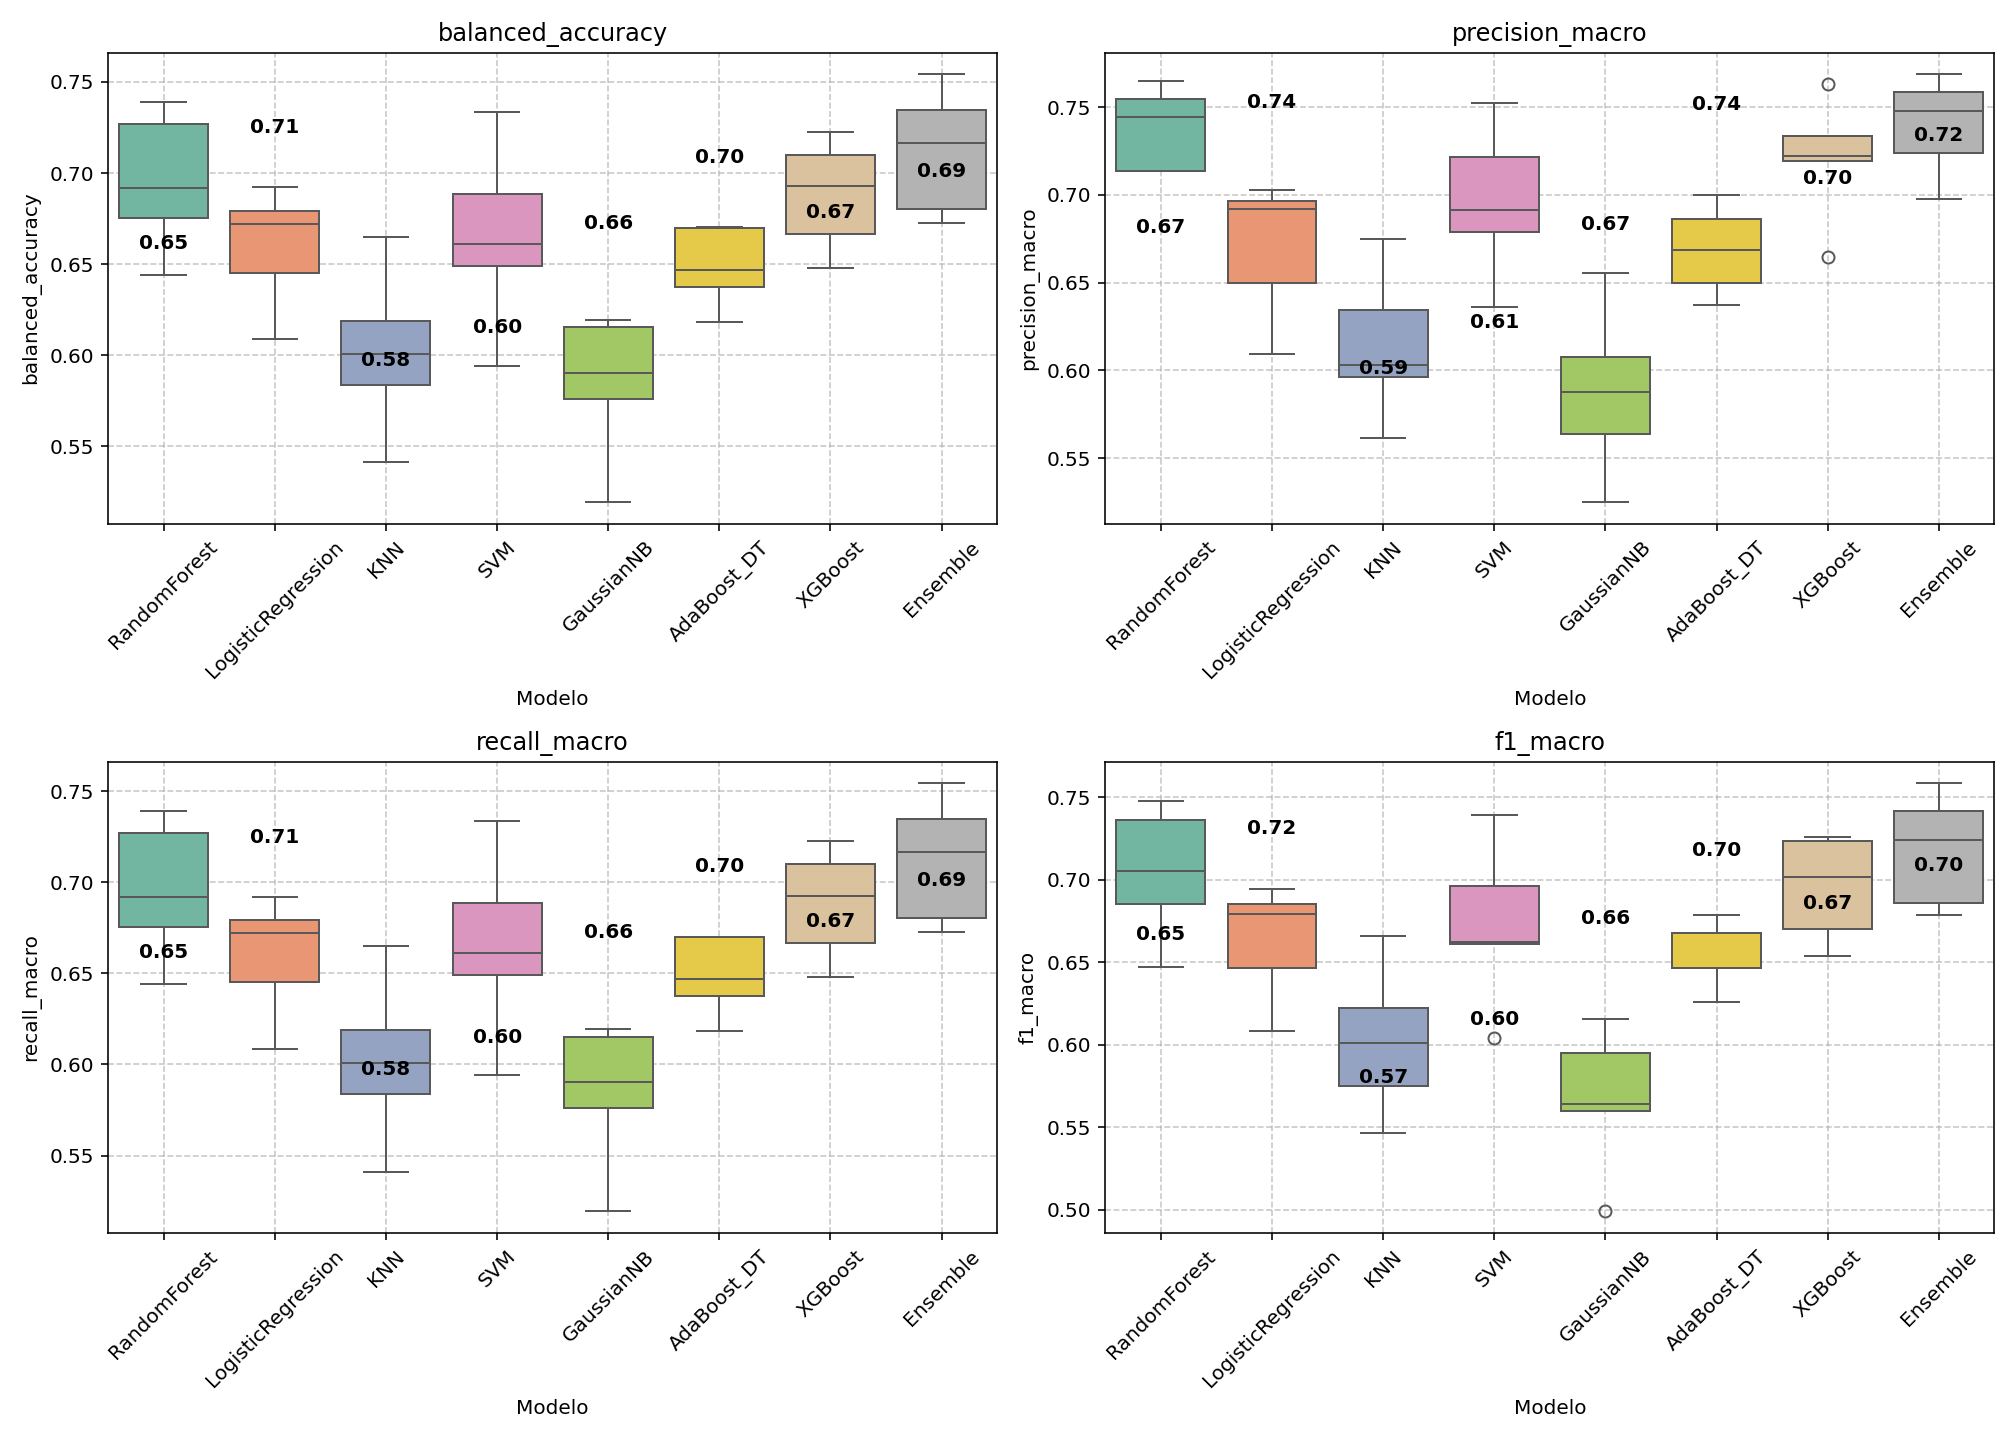 balanced_accuracy
balanced_accuracy
0.75
0.70
0.65
0.60
0.55
0.65
0.71
0.58
0.60
0.66
0.70
0.67
0.69
RandomForest
LogisticRegression
KNN
SVM
GaussianNB
AdaBoost_DT
XGBoost
Ensemble
Modelo
precision_macro
precision_macro
0.75
0.70
0.65
0.60
0.55
0.67
0.74
0.59
0.61
0.67
0.74
0.70
0.72
RandomForest
LogisticRegression
KNN
SVM
GaussianNB
AdaBoost_DT
XGBoost
Ensemble
Modelo
recall_macro
recall_macro
0.75
0.70
0.65
0.60
0.55
0.65
0.71
0.58
0.60
0.66
0.70
0.67
0.69
RandomForest
LogisticRegression
KNN
SVM
GaussianNB
AdaBoost_DT
XGBoost
Ensemble
Modelo
f1_macro
f1_macro
0.75
0.70
0.65
0.60
0.55
0.50
0.65
0.72
0.57
0.60
0.66
0.70
0.67
0.70
RandomForest
LogisticRegression
KNN
SVM
GaussianNB
AdaBoost_DT
XGBoost
Ensemble
Modelo